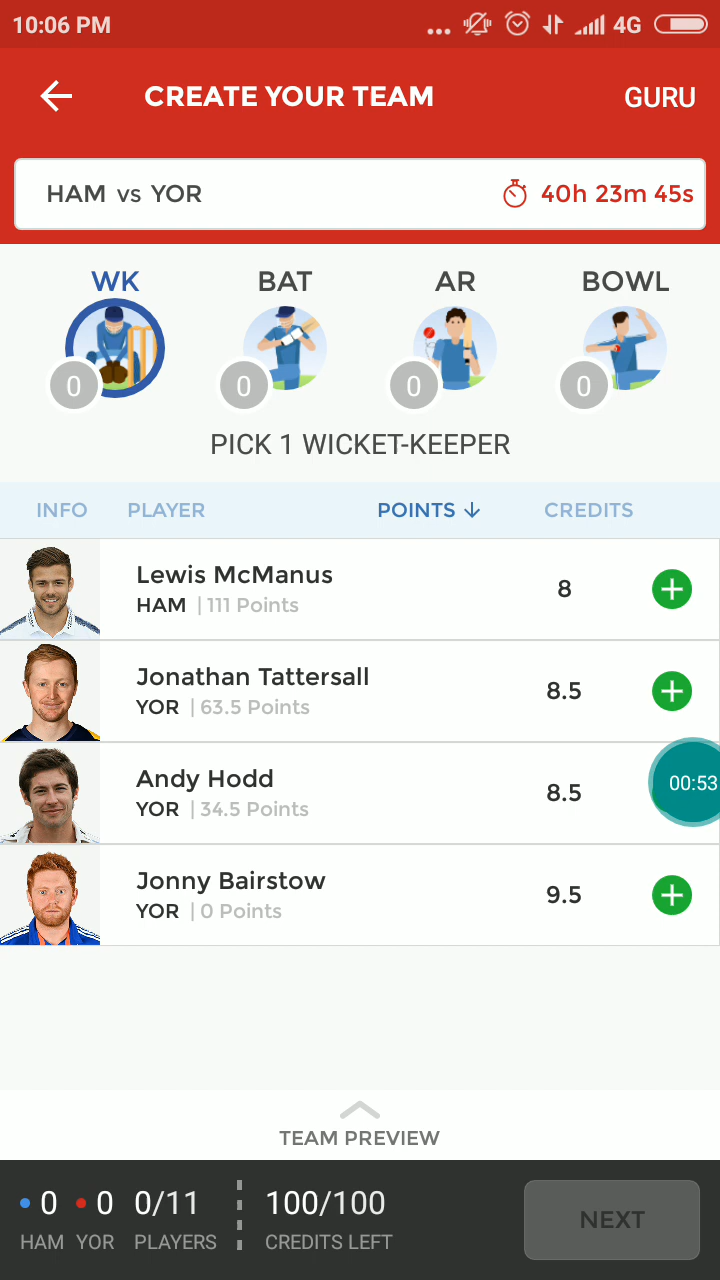 10:06 PM ... 4G
CREATE YOUR TEAM GURU
HAM vs YOR 40h 23m 45s
WK BAT AR BOWL
0 0 0 0
PICK 1 WICKET-KEEPER
INFO PLAYER POINTS CREDITS
Lewis McManus
HAM | 111 Points 8
Jonathan Tattersall
YOR | 63.5 Points 8.5
Andy Hodd
YOR | 34.5 Points 8.5 00:53
Jonny Bairstow
YOR | 0 Points 9.5
TEAM PREVIEW
0 0 0/11 100/100 NEXT
HAM YOR PLAYERS CREDITS LEFT